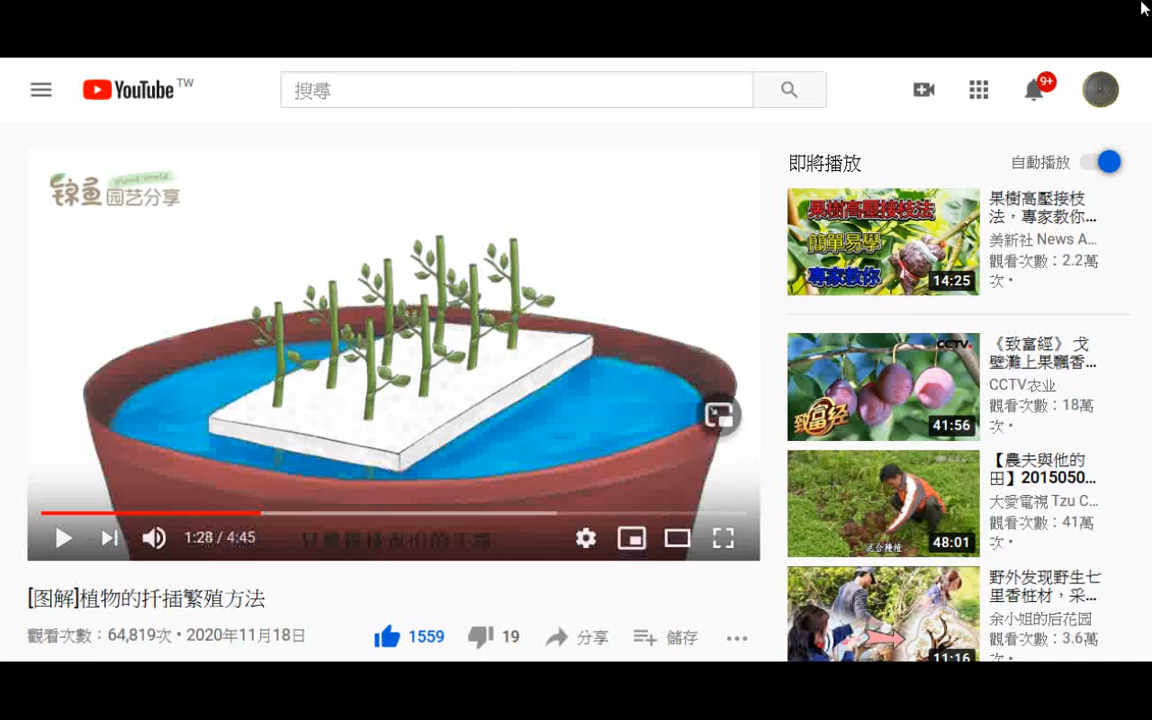 YouTube TW
搜尋
9+
锦鱼 plant world 园艺分享
1:28 / 4:45
[图解]植物的扦插繁殖方法
觀看次數：64,819次 • 2020年11月18日
1559
19
分享
儲存
即將播放
自動播放
果樹高壓接枝法
簡單易學
專家教你
14:25
果樹高壓接枝
法，專家教你...
美新社 News A...
觀看次數：2.2萬
次 •
CCTV.
致富经
41:56
《致富經》 戈
壁灘上果飄香...
CCTV农业
觀看次數：18萬
次 •
混合種植
48:01
【農夫與他的
田】2015050...
大愛電視 Tzu C...
觀看次數：41萬
次 •
11:16
野外发现野生七
里香桩材，采...
余小姐的后花园
觀看次數：3.6萬
次 •